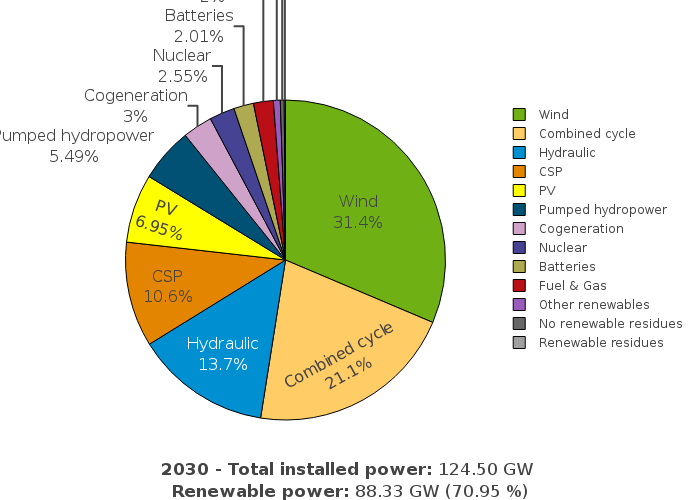 2%
Batteries
2.01%
Nuclear
2.55%
Cogeneration
3%
Pumped hydropower
5.49%
PV
6.95%
CSP
10.6%
Hydraulic
13.7%
Combined cycle
21.1%
Wind
31.4%
Wind
Combined cycle
Hydraulic
CSP
PV
Pumped hydropower
Cogeneration
Nuclear
Batteries
Fuel & Gas
Other renewables
No renewable residues
Renewable residues
2030 - Total installed power: 124.50 GW
Renewable power: 88.33 GW (70.95 %)